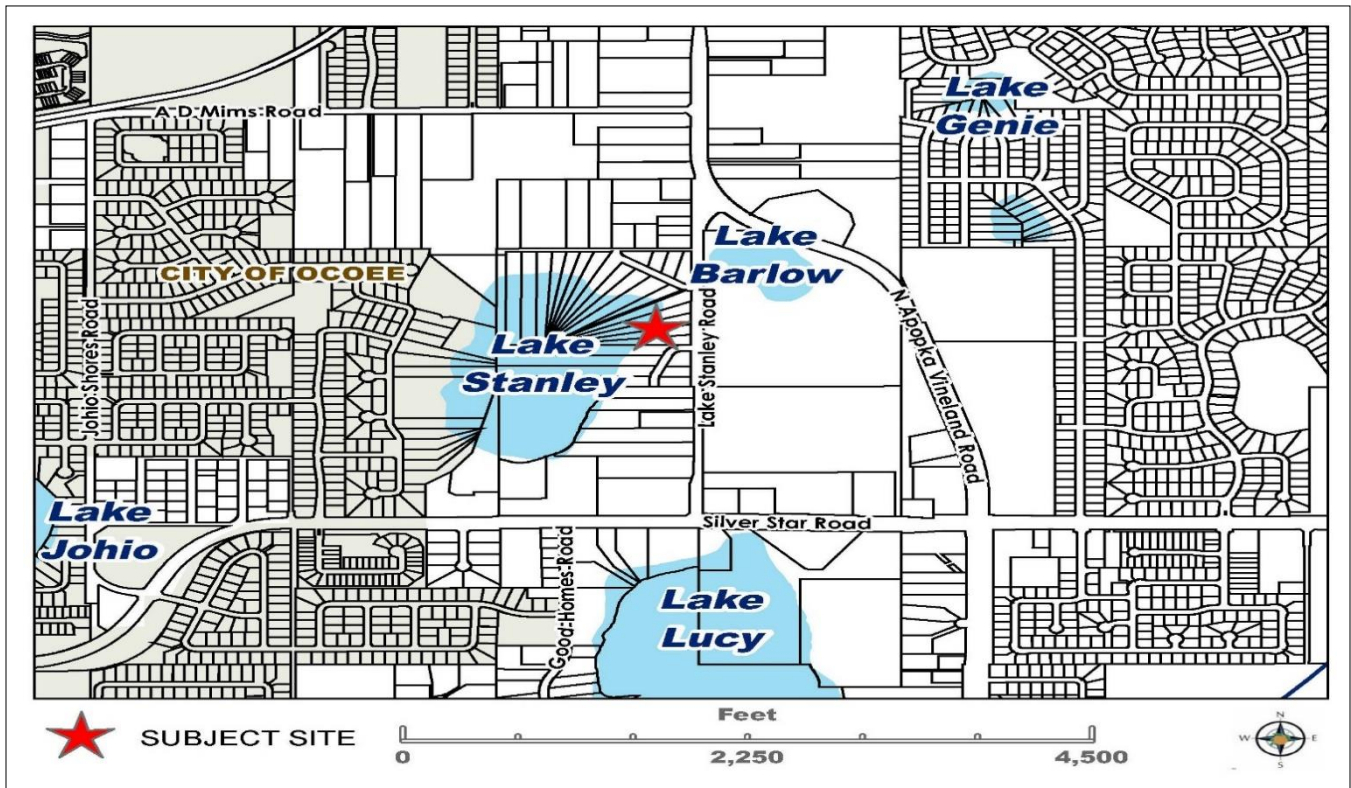 Lake
Genie
A D Mims Road
Lake
Barlow
CITY OF OCOEE
N Apopka Vineland Road
Johio Shores Road
Lake Stanley Road
Lake
Stanley
Lake
Johio
Silver Star Road
Good Homes Road
Lake
Lucy
SUBJECT SITE
Feet
0
2,250
4,500
N
W
E
S